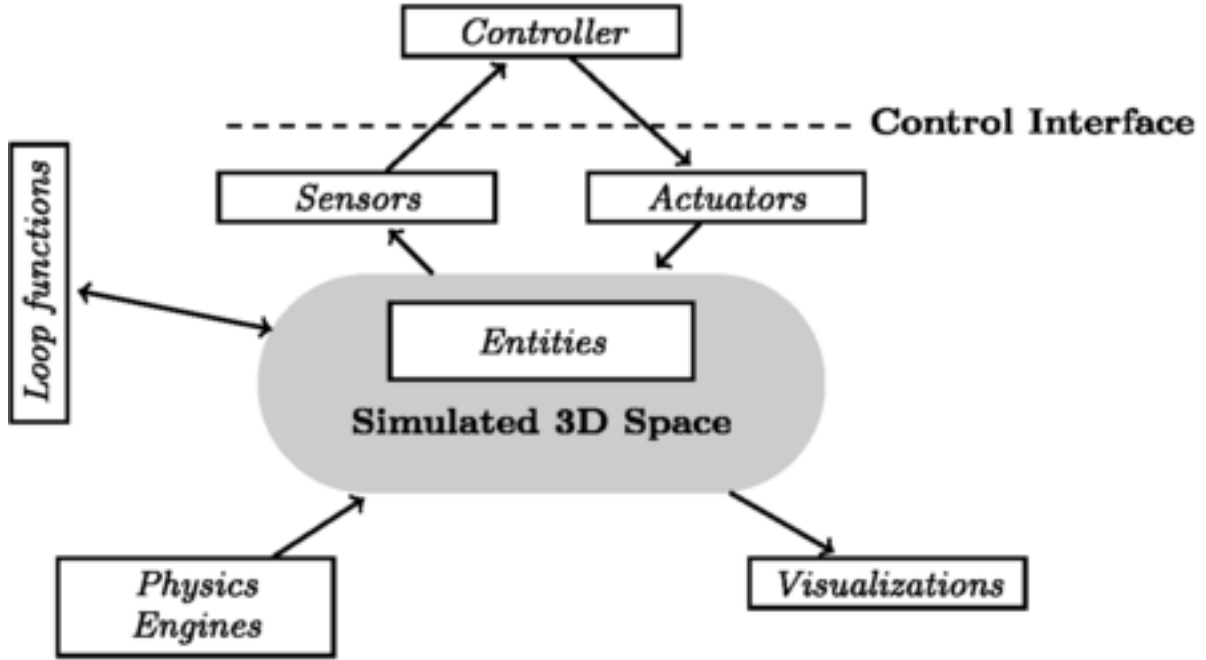 Controller
Control Interface
Loop functions
Sensors
Actuators
Entities
Simulated 3D Space
Physics
Engines
Visualizations